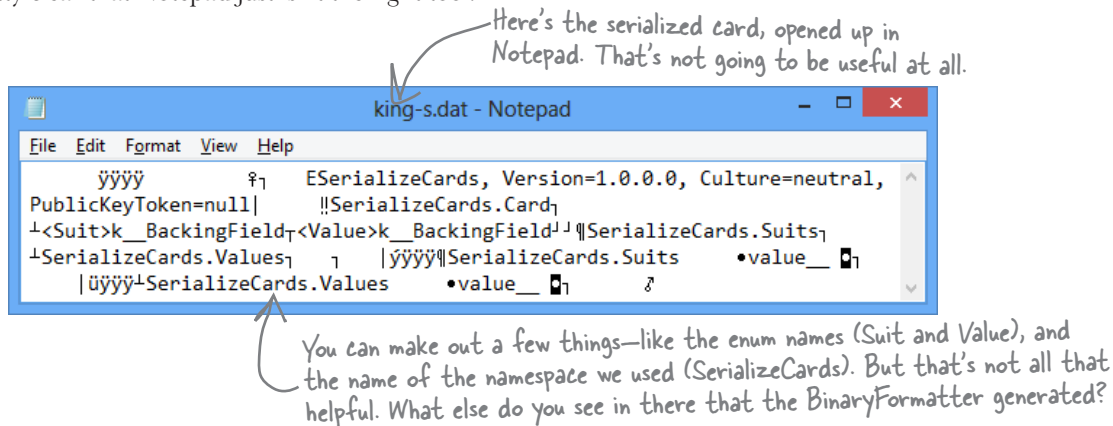 Here's the serialized card, opened up in
Notepad. That's not going to be useful at all.
king-s.dat - Notepad
File Edit Format View Help
ÿÿÿÿ ESerializeCards, Version=1.0.0.0, Culture=neutral,
PublicKeyToken=null| ‼SerializeCards.Card┐
┴<Suit>k__BackingField┬<Value>k__BackingField┘┘¶SerializeCards.Suits┐
┴SerializeCards.Values┐ ┐ |ýÿÿÿ¶SerializeCards.Suits •value__ ◘┐
|üÿÿÿ┴SerializeCards.Values •value__ ◘┐ ♂
You can make out a few things—like the enum names (Suit and Value), and
the name of the namespace we used (SerializeCards). But that's not all that
helpful. What else do you see in there that the BinaryFormatter generated?